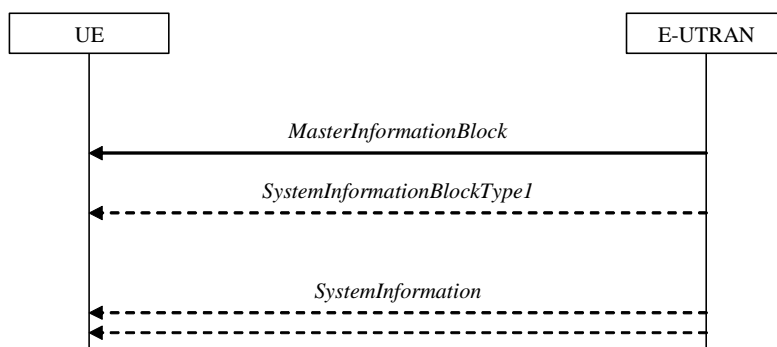 UE
E-UTRAN
MasterInformationBlock
SystemInformationBlockType1
SystemInformation